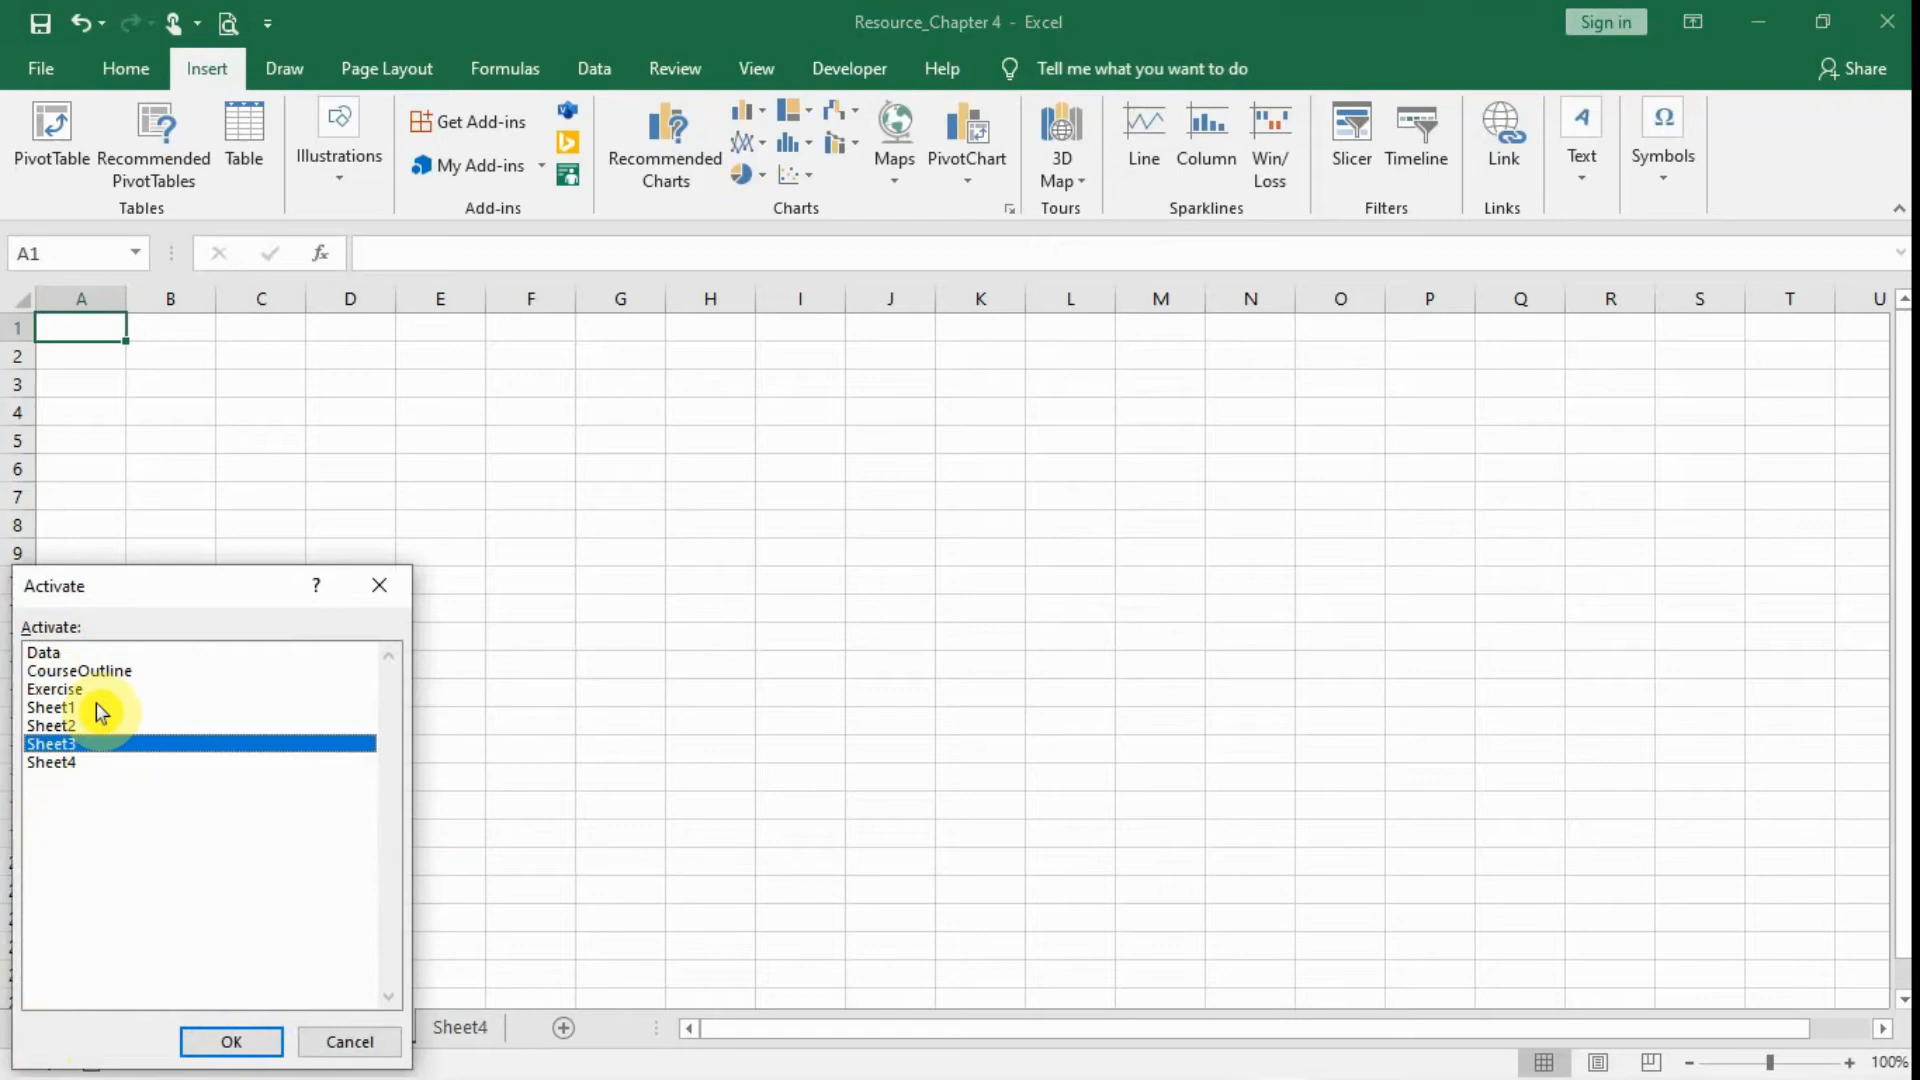 Resource_Chapter 4 - Excel
Sign in
File Home Insert Draw Page Layout Formulas Data Review View Developer Help Tell me what you want to do Share
PivotTable
Recommended
PivotTables
Table
Tables
Illustrations
Get Add-ins
My Add-ins
Add-ins
Recommended
Charts
Maps
PivotChart
Charts
3D
Map
Tours
Line
Column
Win/
Loss
Sparklines
Slicer
Timeline
Filters
Link
Links
A
Text
Ω
Symbols
A1
fx
A B C D E F G H I J K L M N O P Q R S T U
1
2
3
4
5
6
7
8
9
Activate
?
Activate:
Data
CourseOutline
Exercise
Sheet1
Sheet2
Sheet3
Sheet4
OK
Cancel
Sheet4
100%